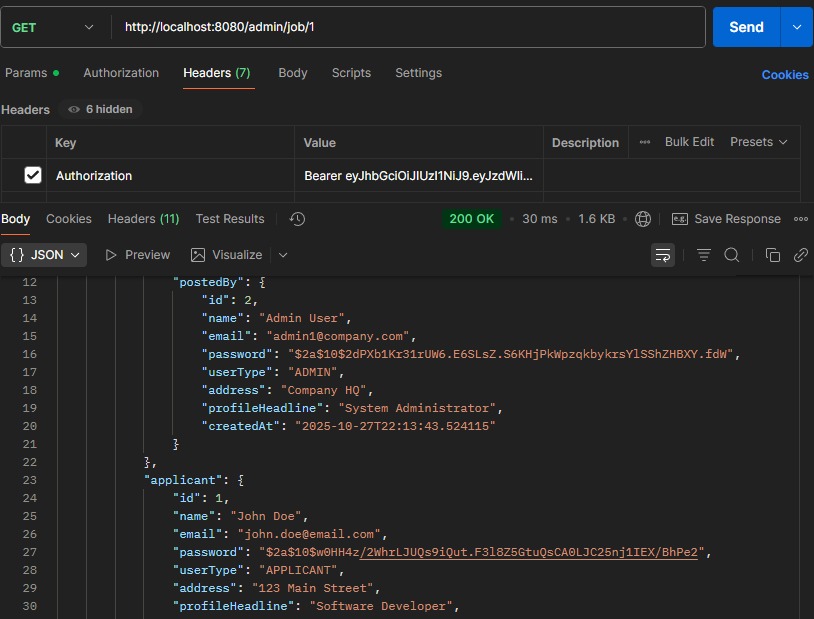 GET http://localhost:8080/admin/job/1 Send
Params Authorization Headers (7) Body Scripts Settings Cookies
Headers 6 hidden
Key Value Description Bulk Edit Presets
Authorization Bearer eyJhbGciOiJIUzI1NiJ9.eyJzdWIi...
Body Cookies Headers (11) Test Results 200 OK 30 ms 1.6 KB e.g. Save Response
{} JSON Preview Visualize
12 "postedBy": {
13 "id": 2,
14 "name": "Admin User",
15 "email": "admin1@company.com",
16 "password": "$2a$10$2dPXb1Kr31rUW6.E6SLsZ.S6KHjPkWpzqkbykrsYlSShZHBXY.fdW",
17 "userType": "ADMIN",
18 "address": "Company HQ",
19 "profileHeadline": "System Administrator",
20 "createdAt": "2025-10-27T22:13:43.524115"
21 }
22 },
23 "applicant": {
24 "id": 1,
25 "name": "John Doe",
26 "email": "john.doe@email.com",
27 "password": "$2a$10$w0HH4z/2WhrLJUQs9iQut.F3l8Z5GtuQsCA0LJC25nj1IEX/BhPe2",
28 "userType": "APPLICANT",
29 "address": "123 Main Street",
30 "profileHeadline": "Software Developer",